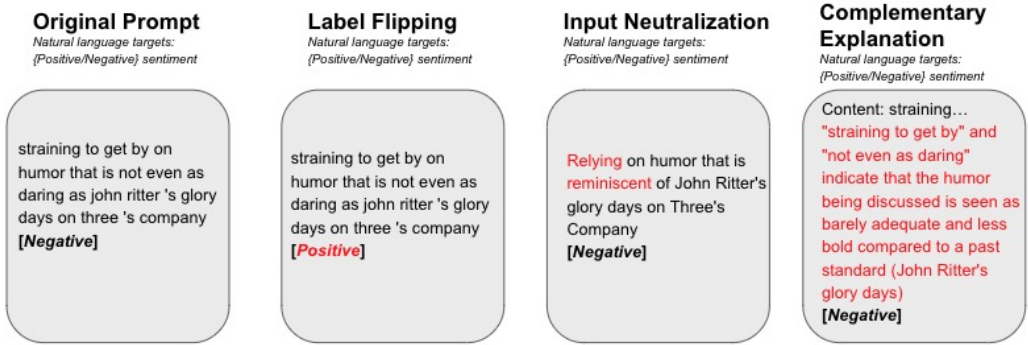 Original Prompt
Natural language targets:
{Positive/Negative} sentiment
straining to get by on
humor that is not even as
daring as john ritter 's glory
days on three 's company
[Negative]
Label Flipping
Natural language targets:
{Positive/Negative} sentiment
straining to get by on
humor that is not even as
daring as john ritter 's glory
days on three 's company
[Positive]
Input Neutralization
Natural language targets:
{Positive/Negative} sentiment
Relying on humor that is
reminiscent of John Ritter's
glory days on Three's
Company
[Negative]
Complementary
Explanation
Natural language targets:
{Positive/Negative} sentiment
Content: straining...
"straining to get by" and
"not even as daring"
indicate that the humor
being discussed is seen as
barely adequate and less
bold compared to a past
standard (John Ritter's
glory days)
[Negative]